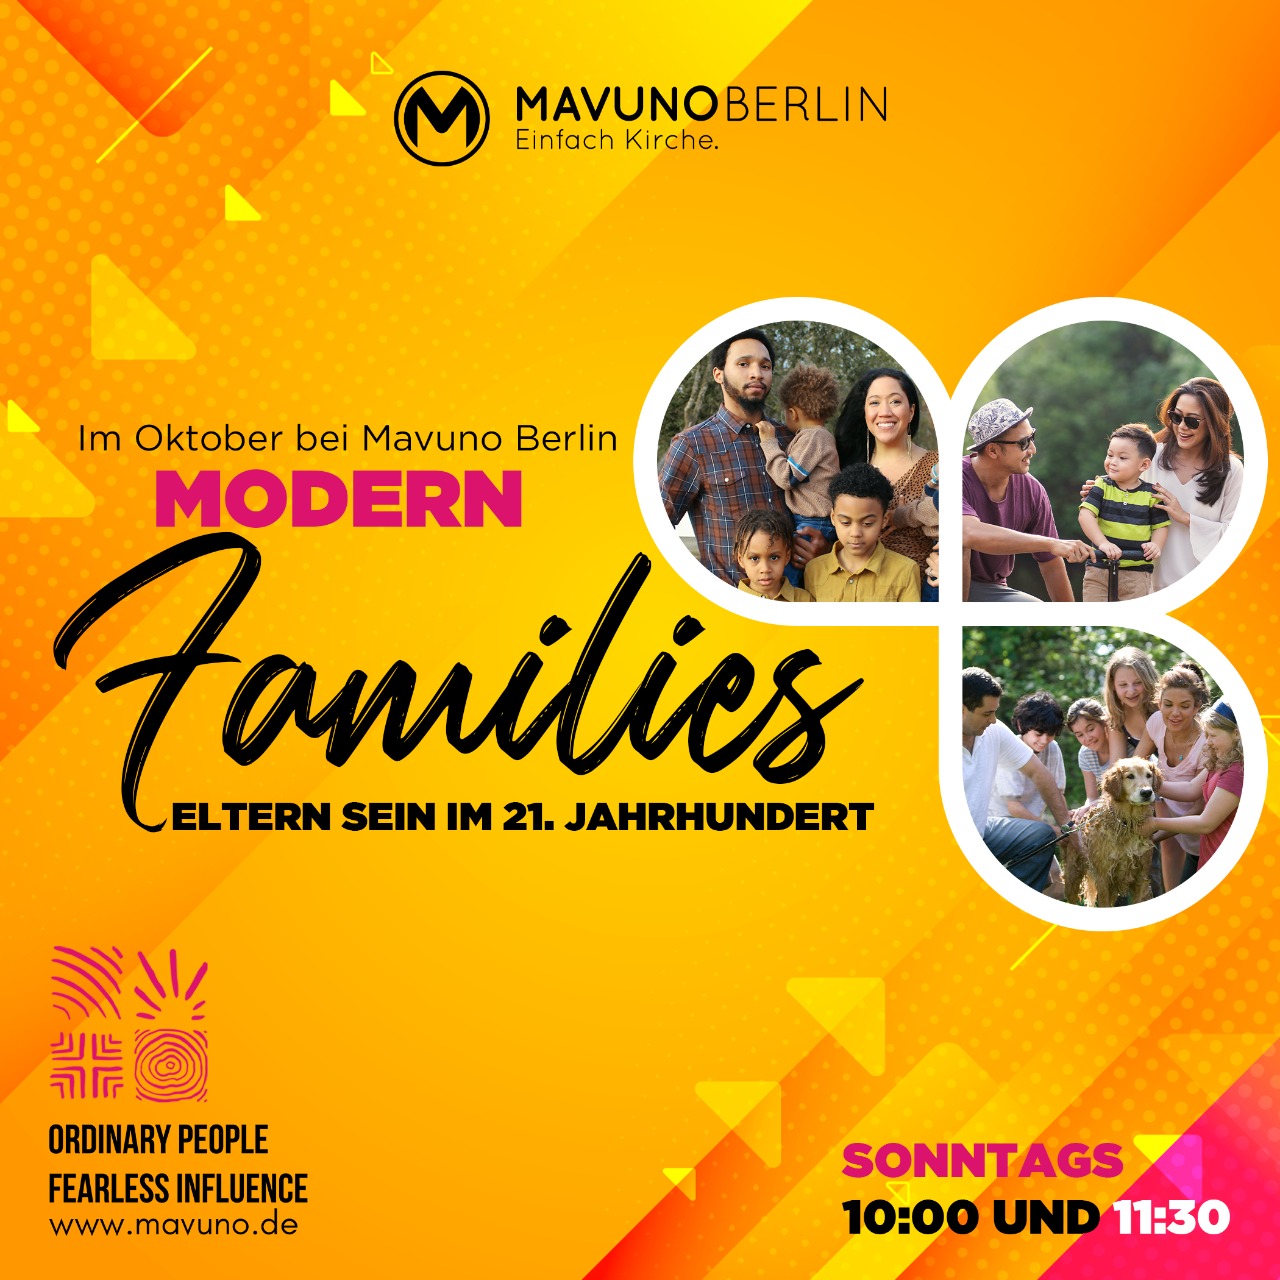 MAVUNOBERLIN
Einfach Kirche.
Im Oktober bei Mavuno Berlin
MODERN
Families
ELTERN SEIN IM 21. JAHRHUNDERT
ORDINARY PEOPLE
FEARLESS INFLUENCE
www.mavuno.de
SONNTAGS
10:00 UND 11:30